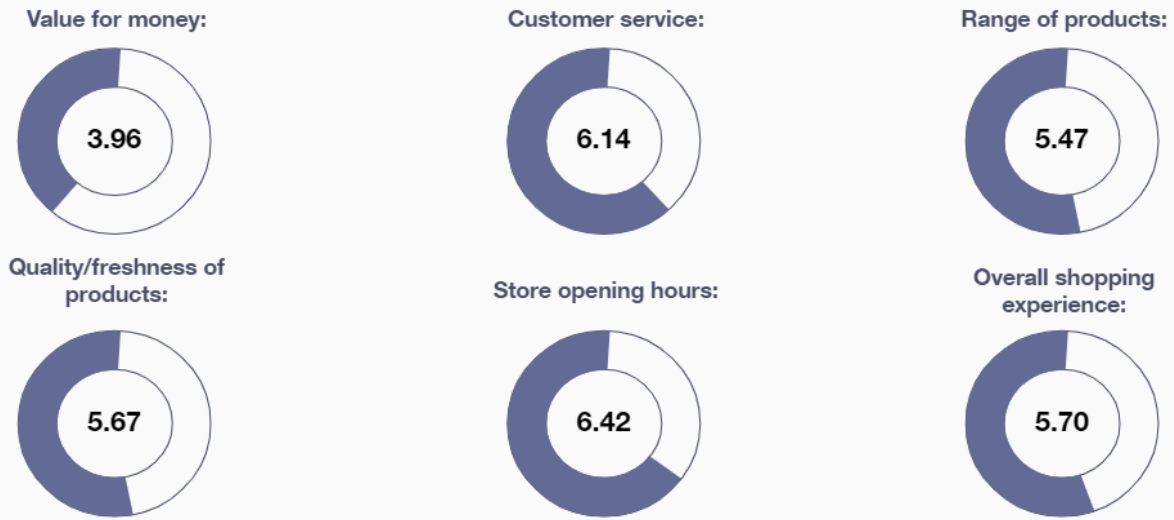 Value for money:
Customer service:
Range of products:
3.96
6.14
5.47
Quality/freshness of
products:
Store opening hours:
Overall shopping
experience:
5.67
6.42
5.70